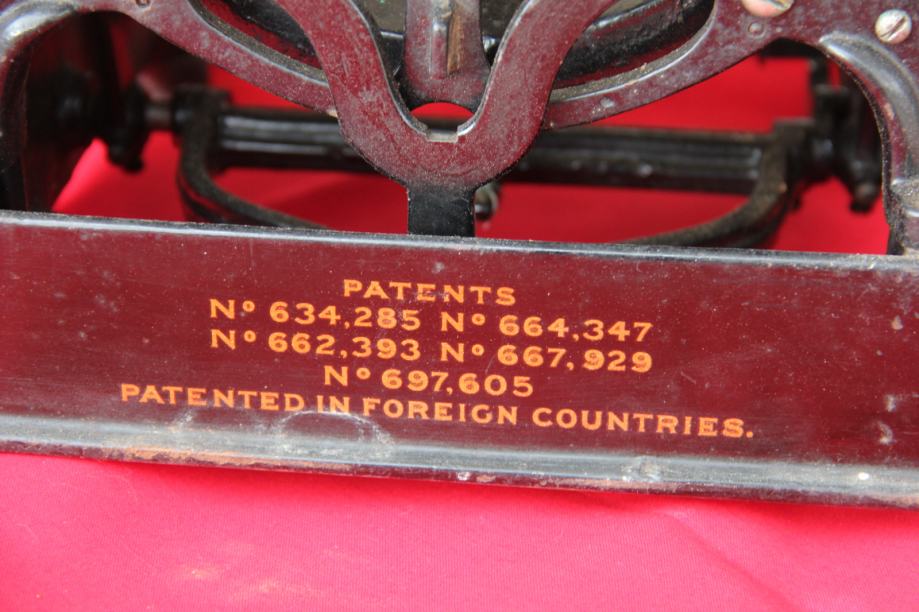 PATENTS
Nº 634,285 Nº 664,347
Nº 662,393 Nº 667,929
Nº 697,605
PATENTED IN FOREIGN COUNTRIES.